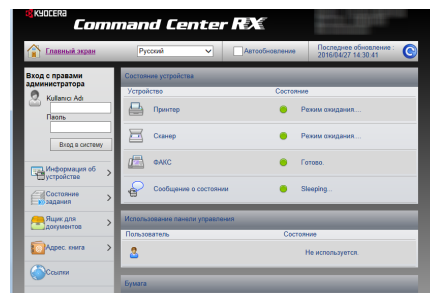 KYOCERA
Command Center RX
Главный экран
Русский
Автообновление
Последнее обновление:
2016/04/27 14:30:41
Вход с правами
администратора
Kullanıcı Adı
Пароль
Вход в систему
Информация об
устройстве
Состояние
задания
Ящик для
документов
Адрес. книга
Ссылки
Состояние устройства
Устройство Состояние
Принтер Режим ожидания...
Сканер Режим ожидания...
ФАКС Готово.
Сообщение о состоянии Sleeping...
Использование панели управления
Пользователь Состояние
Не используется.
Бумага